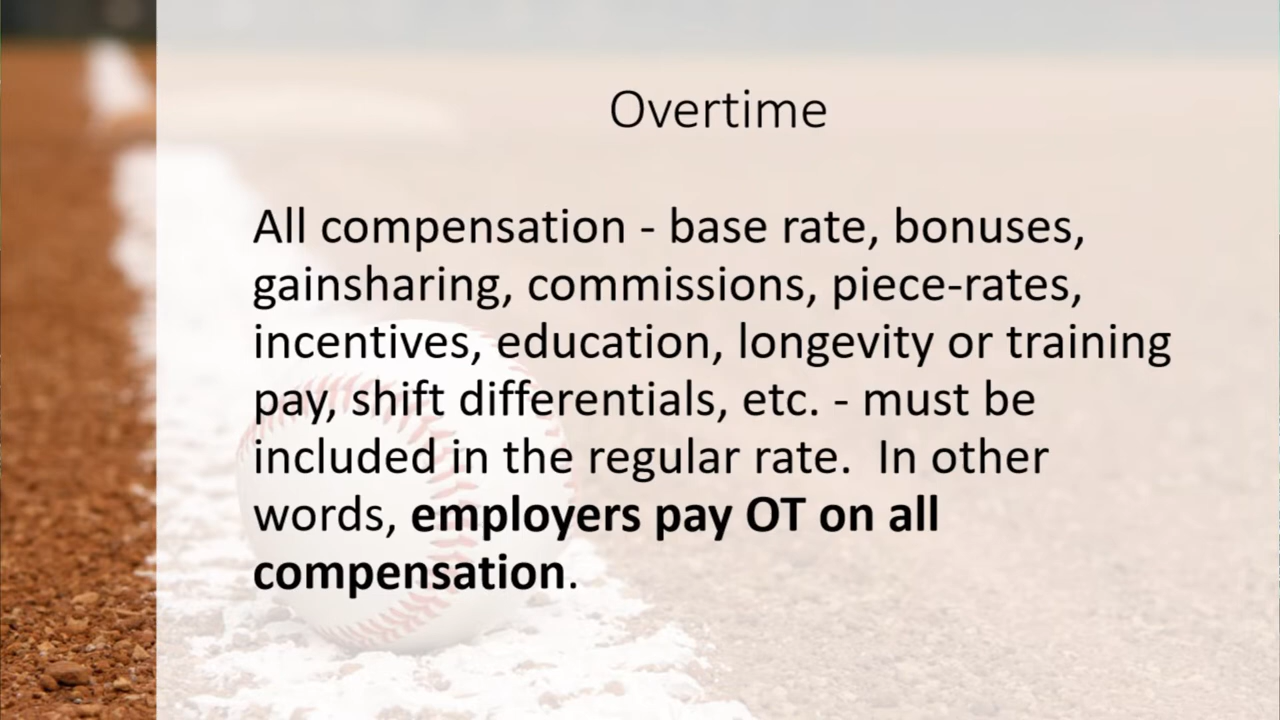 Overtime
All compensation - base rate, bonuses,
gainsharing, commissions, piece-rates,
incentives, education, longevity or training
pay, shift differentials, etc. - must be
included in the regular rate.  In other
words, employers pay OT on all
compensation.